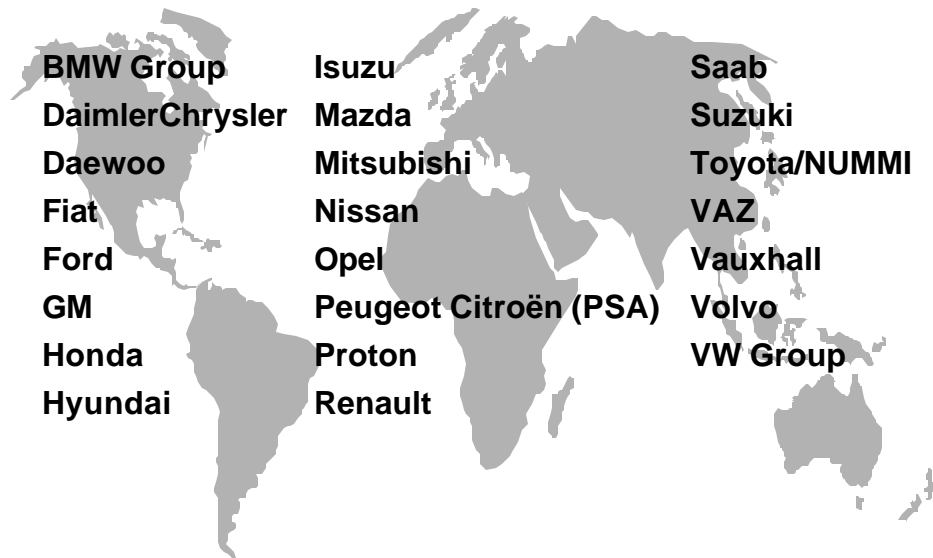 BMW Group
DaimlerChrysler
Daewoo
Fiat
Ford
GM
Honda
Hyundai
Isuzu
Mazda
Mitsubishi
Nissan
Opel
Peugeot Citroën (PSA)
Proton
Renault
Saab
Suzuki
Toyota/NUMMI
VAZ
Vauxhall
Volvo
VW Group